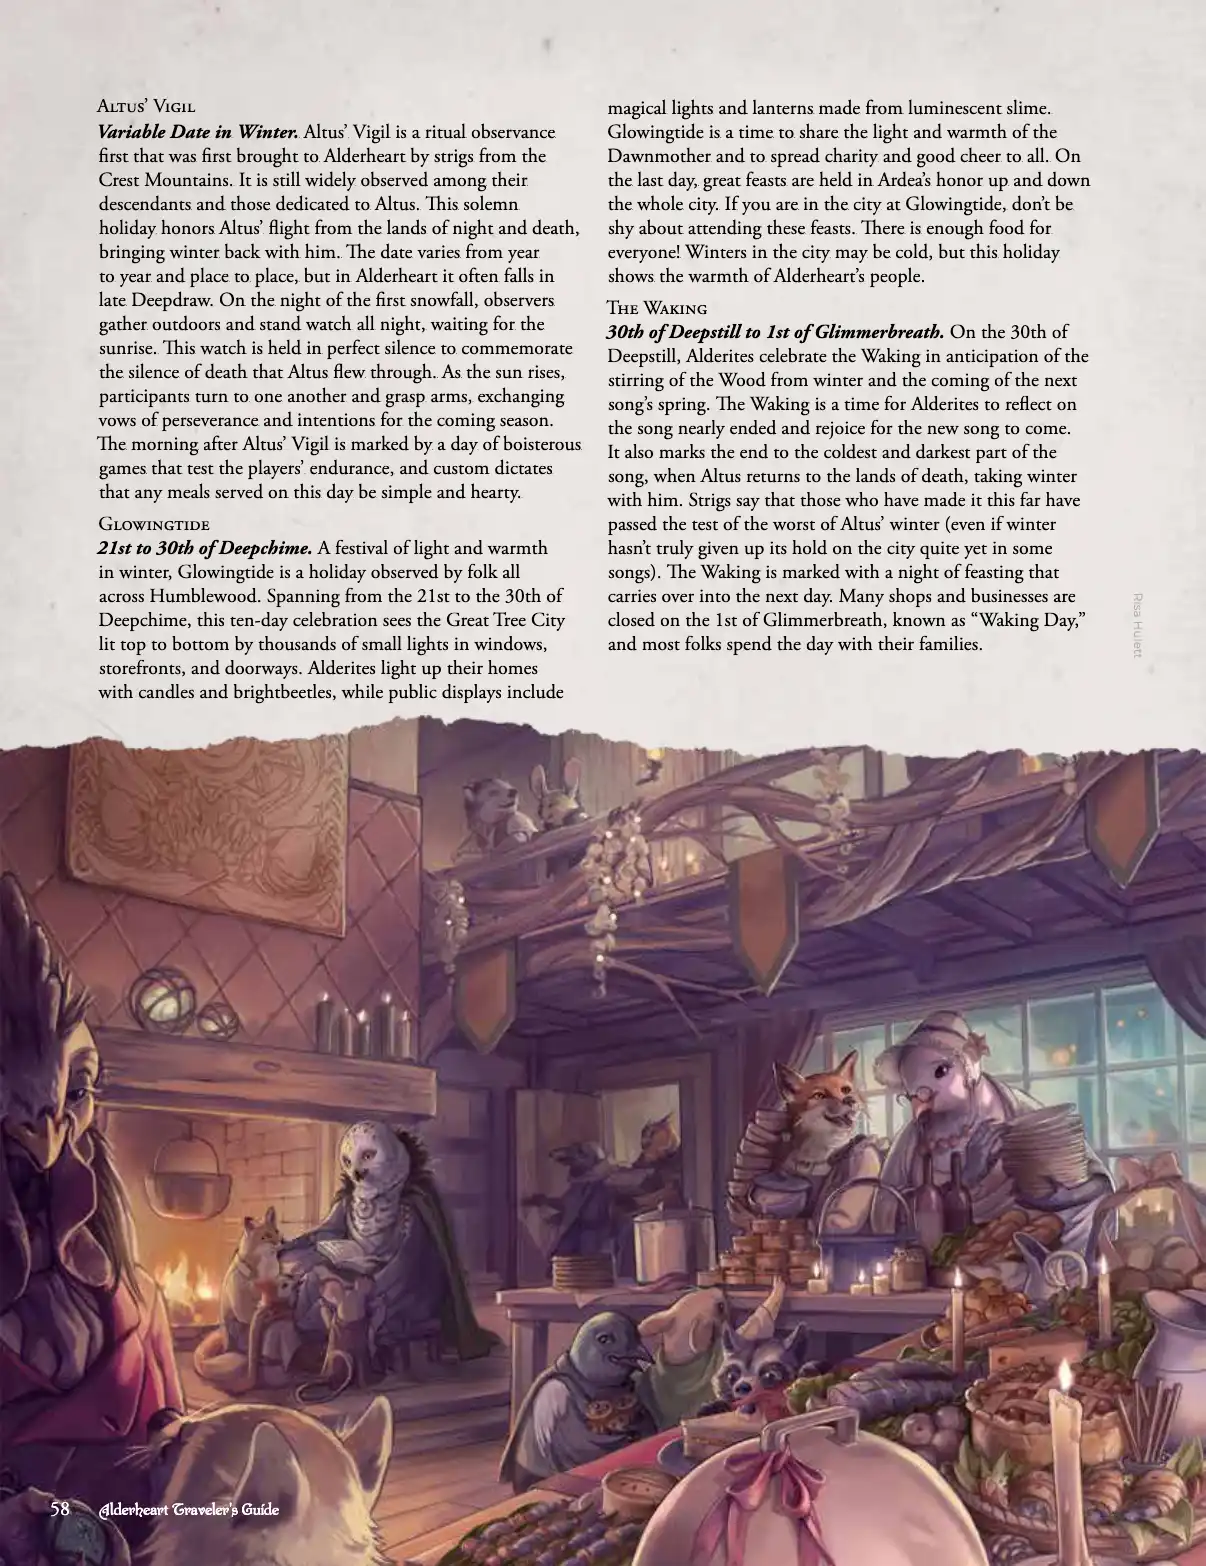 Altus’ Vigil
Variable Date in Winter. Altus’ Vigil is a ritual observance
first that was first brought to Alderheart by strigs from the
Crest Mountains. It is still widely observed among their
descendants and those dedicated to Altus. This solemn
holiday honors Altus’ flight from the lands of night and death,
bringing winter back with him. The date varies from year
to year and place to place, but in Alderheart it often falls in
late Deepdraw. On the night of the first snowfall, observers
gather outdoors and stand watch all night, waiting for the
sunrise. This watch is held in perfect silence to commemorate
the silence of death that Altus flew through. As the sun rises,
participants turn to one another and grasp arms, exchanging
vows of perseverance and intentions for the coming season.
The morning after Altus’ Vigil is marked by a day of boisterous
games that test the players’ endurance, and custom dictates
that any meals served on this day be simple and hearty.
Glowingtide
21st to 30th of Deepchime. A festival of light and warmth
in winter, Glowingtide is a holiday observed by folk all
across Humblewood. Spanning from the 21st to the 30th of
Deepchime, this ten-day celebration sees the Great Tree City
lit top to bottom by thousands of small lights in windows,
storefronts, and doorways. Alderites light up their homes
with candles and brightbeetles, while public displays include
magical lights and lanterns made from luminescent slime.
Glowingtide is a time to share the light and warmth of the
Dawnmother and to spread charity and good cheer to all. On
the last day, great feasts are held in Ardea’s honor up and down
the whole city. If you are in the city at Glowingtide, don’t be
shy about attending these feasts. There is enough food for
everyone! Winters in the city may be cold, but this holiday
shows the warmth of Alderheart’s people.
The Waking
30th of Deepstill to 1st of Glimmerbreath. On the 30th of
Deepstill, Alderites celebrate the Waking in anticipation of the
stirring of the Wood from winter and the coming of the next
song’s spring. The Waking is a time for Alderites to reflect on
the song nearly ended and rejoice for the new song to come.
It also marks the end to the coldest and darkest part of the
song, when Altus returns to the lands of death, taking winter
with him. Strigs say that those who have made it this far have
passed the test of the worst of Altus’ winter (even if winter
hasn’t truly given up its hold on the city quite yet in some
songs). The Waking is marked with a night of feasting that
carries over into the next day. Many shops and businesses are
closed on the 1st of Glimmerbreath, known as “Waking Day,”
and most folks spend the day with their families.
Risa Hulett
58 Alderheart Traveler’s Guide